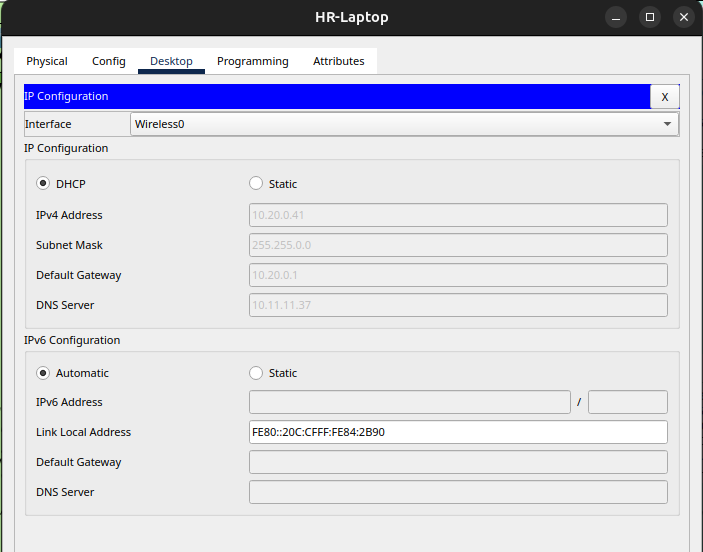 HR-Laptop
Physical Config Desktop Programming Attributes
IP Configuration X
Interface Wireless0
IP Configuration
DHCP Static
IPv4 Address 10.20.0.41
Subnet Mask 255.255.0.0
Default Gateway 10.20.0.1
DNS Server 10.11.11.37
IPv6 Configuration
Automatic Static
IPv6 Address /
Link Local Address FE80::20C:CFFF:FE84:2B90
Default Gateway
DNS Server